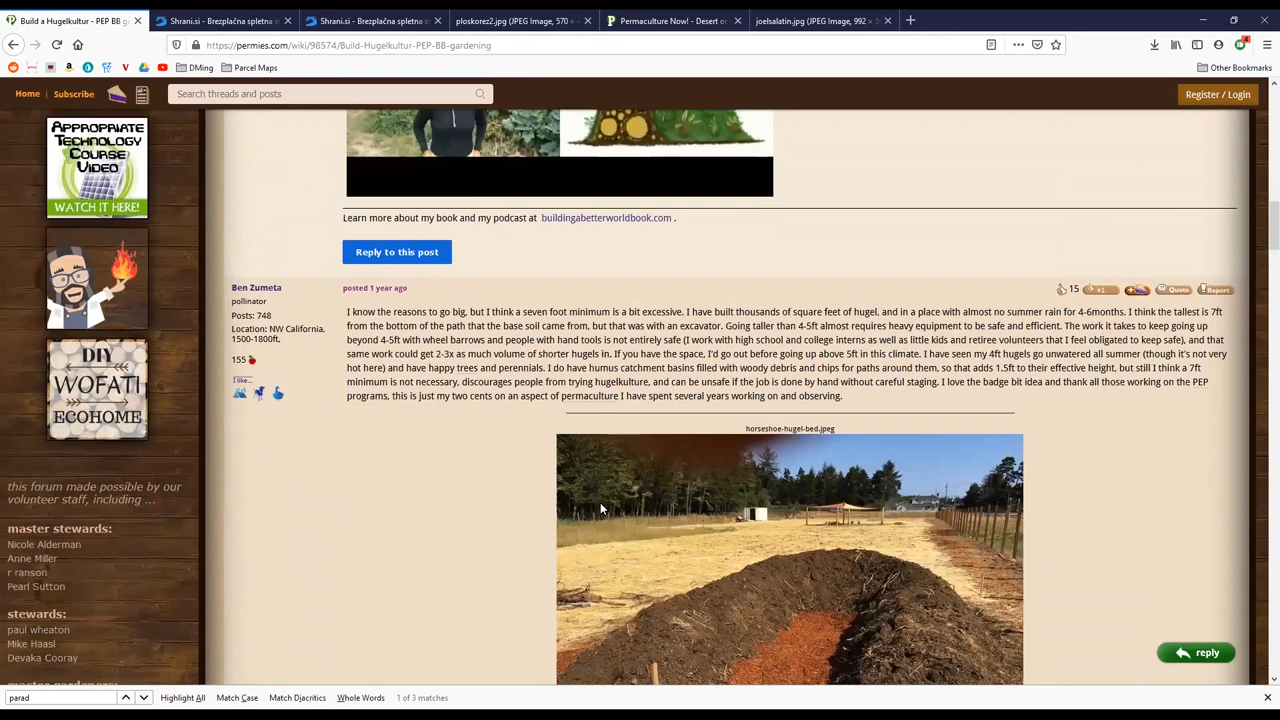 Build a Hugelkultur - PEP BB
Shrani.si - Brezplačna spletna
Shrani.si - Brezplačna spletna
ploskorez2.jpg (JPEG Image, 570
Permaculture Now! - Desert or
joelsalatin.jpg (JPEG Image, 992
https://permies.com/wiki/98574/Build-Hugelkultur-PEP-BB-gardening
4
DMing
Parcel Maps
Other Bookmarks
Home
Subscribe
Search threads and posts
Register / Login
APPROPRIATE
TECHNOLOGY
COURSE
VIDEO
WATCH IT HERE!
DIY
WOFATI
ECOHOME
this forum made possible by our
volunteer staff, including ...
master stewards:
Nicole Alderman
Anne Miller
r ranson
Pearl Sutton
stewards:
paul wheaton
Mike Haasl
Devaka Cooray
Learn more about my book and my podcast at buildingabetterworldbook.com .
Reply to this post
Ben Zumeta
pollinator
Posts: 748
Location: NW California,
1500-1800ft,
155
I like...
posted 1 year ago
15
+1
Quote
Report
I know the reasons to go big, but I think a seven foot minimum is a bit excessive. I have built thousands of square feet of hugel, and in a place with almost no summer rain for 4-6months. I think the tallest is 7ft
from the bottom of the path that the base soil came from, but that was with an excavator. Going taller than 4-5ft almost requires heavy equipment to be safe and efficient. The work it takes to keep going up
beyond 4-5ft with wheel barrows and people with hand tools is not entirely safe (I work with high school and college interns as well as little kids and retiree volunteers that I feel obligated to keep safe), and that
same work could get 2-3x as much volume of shorter hugels in. If you have the space, I'd go out before going up above 5ft in this climate. I have seen my 4ft hugels go unwatered all summer (though it's not very
hot here) and have happy trees and perennials. I do have humus catchment basins filled with woody debris and chips for paths around them, so that adds 1.5ft to their effective height, but still I think a 7ft
minimum is not necessary, discourages people from trying hugelkulture, and can be unsafe if the job is done by hand without careful staging. I love the badge bit idea and thank all those working on the PEP
programs, this is just my two cents on an aspect of permaculture I have spent several years working on and observing.
horseshoe-hugel-bed.jpeg
reply
parad
Highlight All
Match Case
Match Diacritics
Whole Words
1 of 3 matches